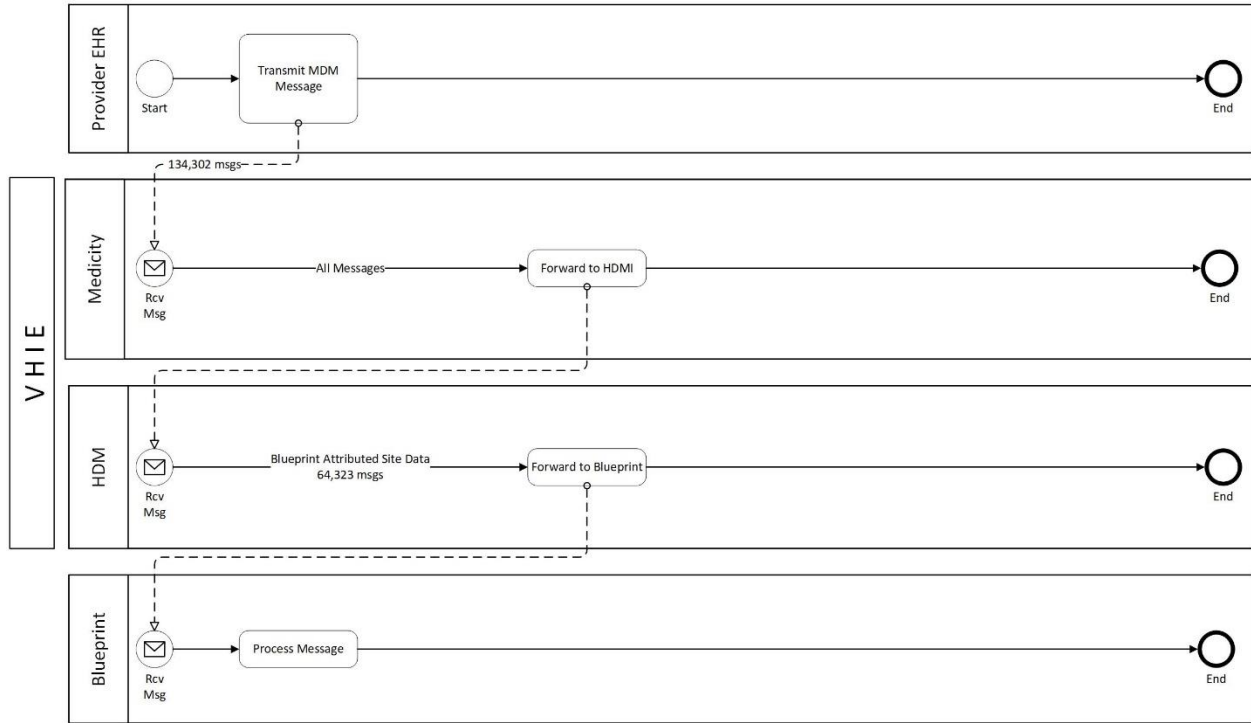 Provider EHR
Start
Transmit MDM
Message
End
134,302 msgs
V H I E
Medicity
Rcv
Msg
All Messages
Forward to HDMI
End
HDM
Rcv
Msg
Blueprint Attributed Site Data
64,323 msgs
Forward to Blueprint
End
Blueprint
Rcv
Msg
Process Message
End